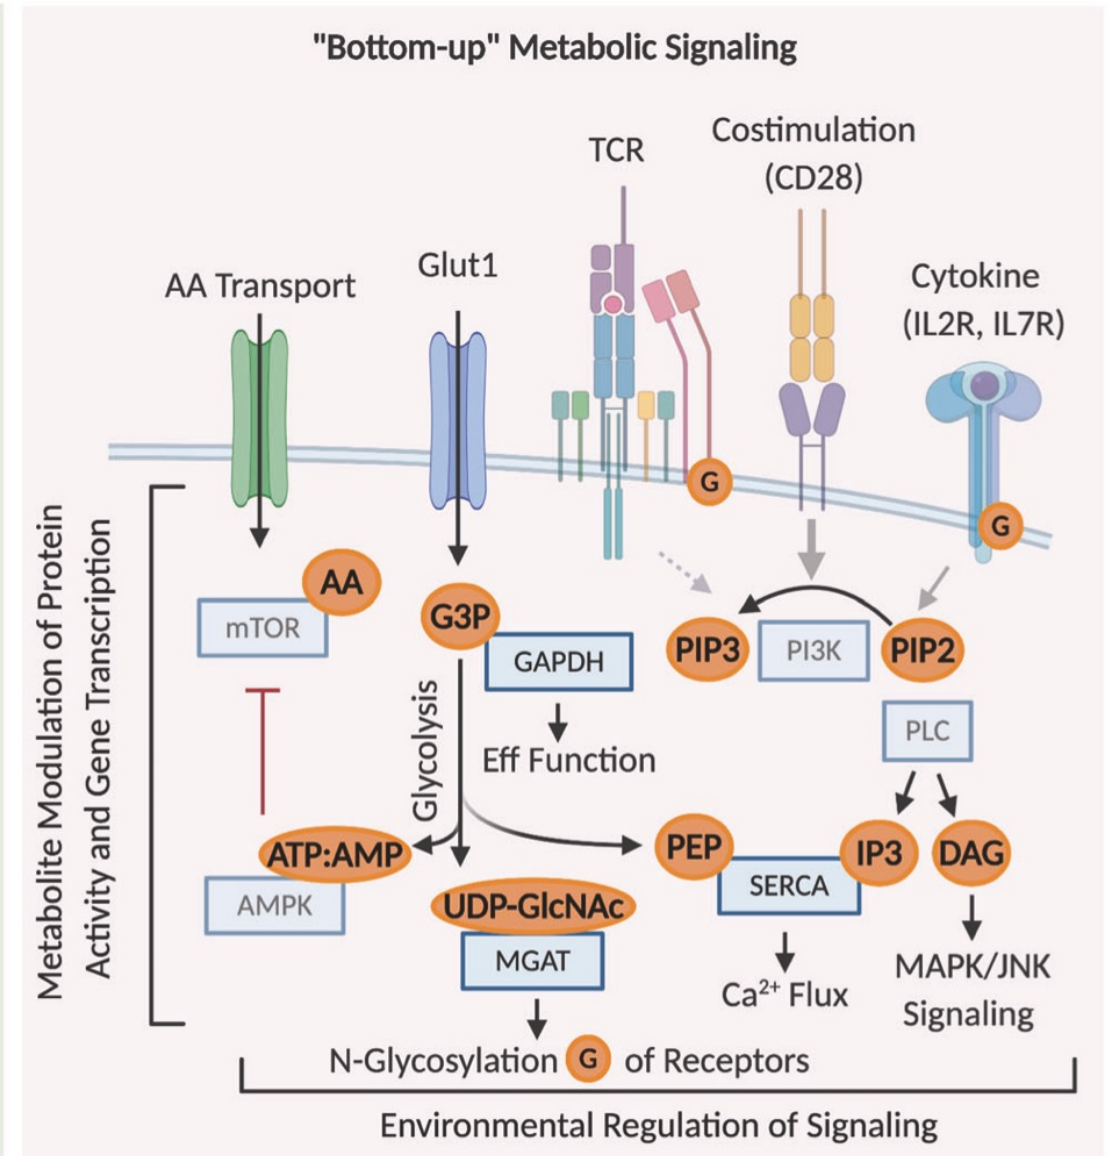 "Bottom-up" Metabolic Signaling
TCR
Costimulation
(CD28)
AA Transport
Glut1
Cytokine
(IL2R, IL7R)
G
G
Metabolite Modulation of Protein
Activity and Gene Transcription
AA
mTOR
G3P
GAPDH
Eff Function
Glycolysis
PIP3
PI3K
PIP2
PLC
ATP:AMP
AMPK
UDP-GlcNAc
MGAT
PEP
SERCA
IP3
DAG
Ca²⁺ Flux
MAPK/JNK
Signaling
N-Glycosylation G of Receptors
Environmental Regulation of Signaling